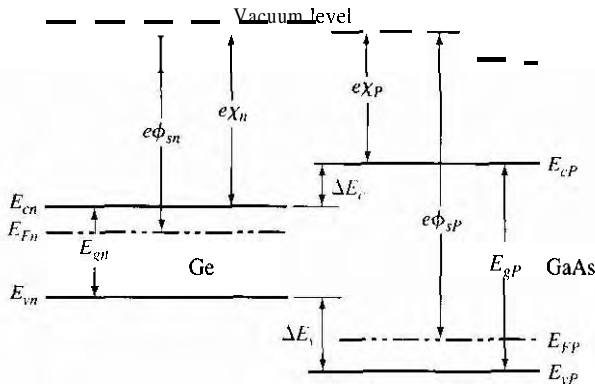 Vacuum level
eχn
eχP
eϕsn
EcP
ΔEc
Ecn
EFn
Egn
eϕsP
EgP
Ge
GaAs
Evn
ΔEv
EFP
EvP